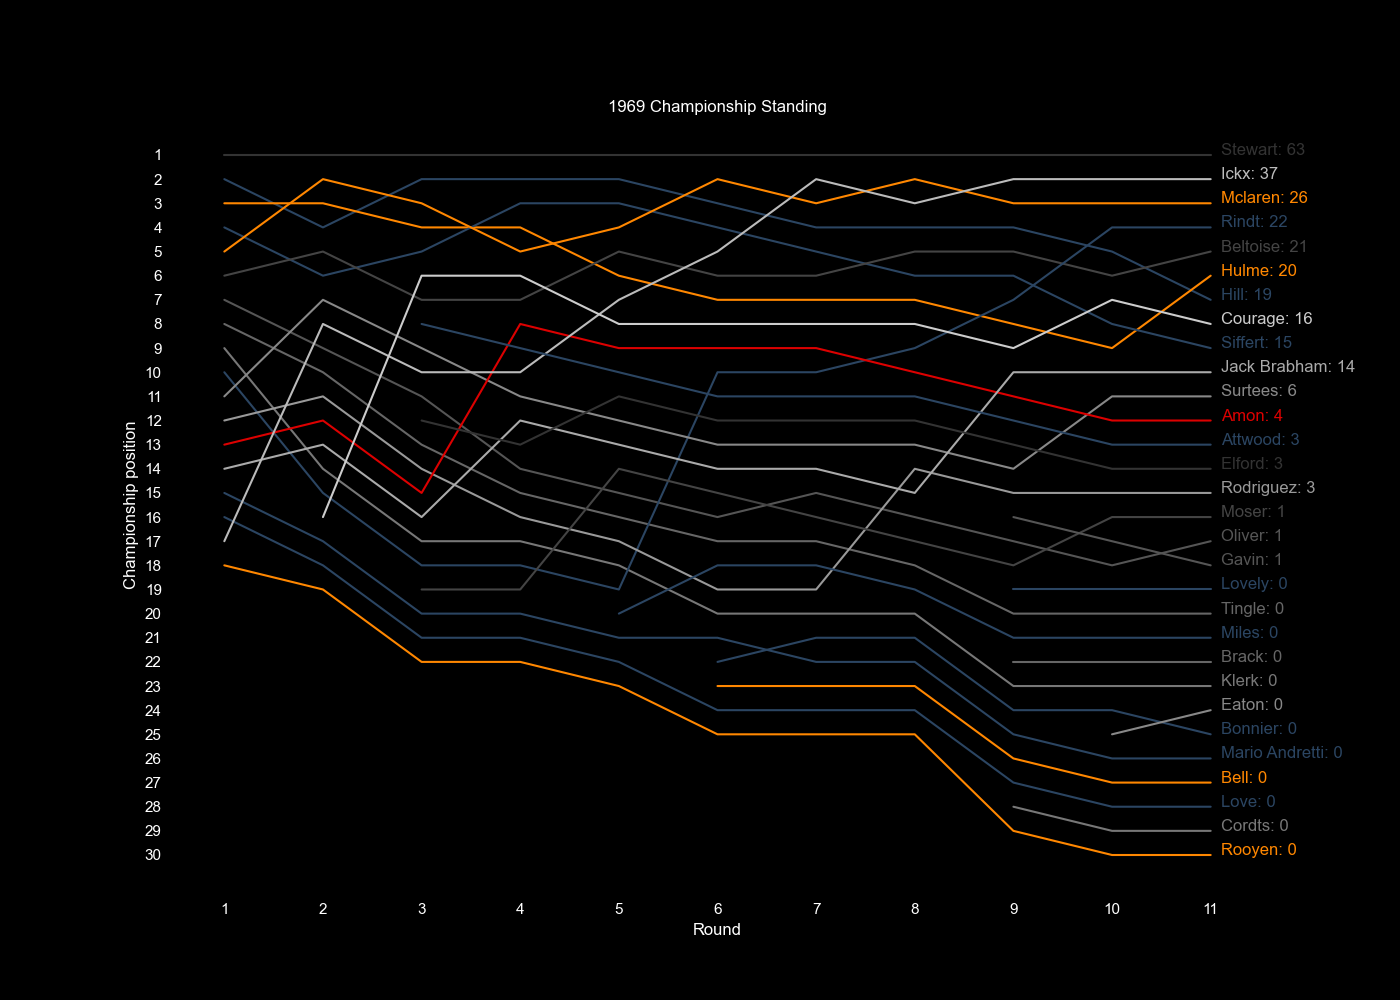 1969 Championship Standing
Championship position
1
2
3
4
5
6
7
8
9
10
11
12
13
14
15
16
17
18
19
20
21
22
23
24
25
26
27
28
29
30
Stewart: 63
Ickx: 37
Mclaren: 26
Rindt: 22
Beltoise: 21
Hulme: 20
Hill: 19
Courage: 16
Siffert: 15
Jack Brabham: 14
Surtees: 6
Amon: 4
Attwood: 3
Elford: 3
Rodriguez: 3
Moser: 1
Oliver: 1
Gavin: 1
Lovely: 0
Tingle: 0
Miles: 0
Brack: 0
Klerk: 0
Eaton: 0
Bonnier: 0
Mario Andretti: 0
Bell: 0
Love: 0
Cordts: 0
Rooyen: 0
1 2 3 4 5 6 7 8 9 10 11
Round